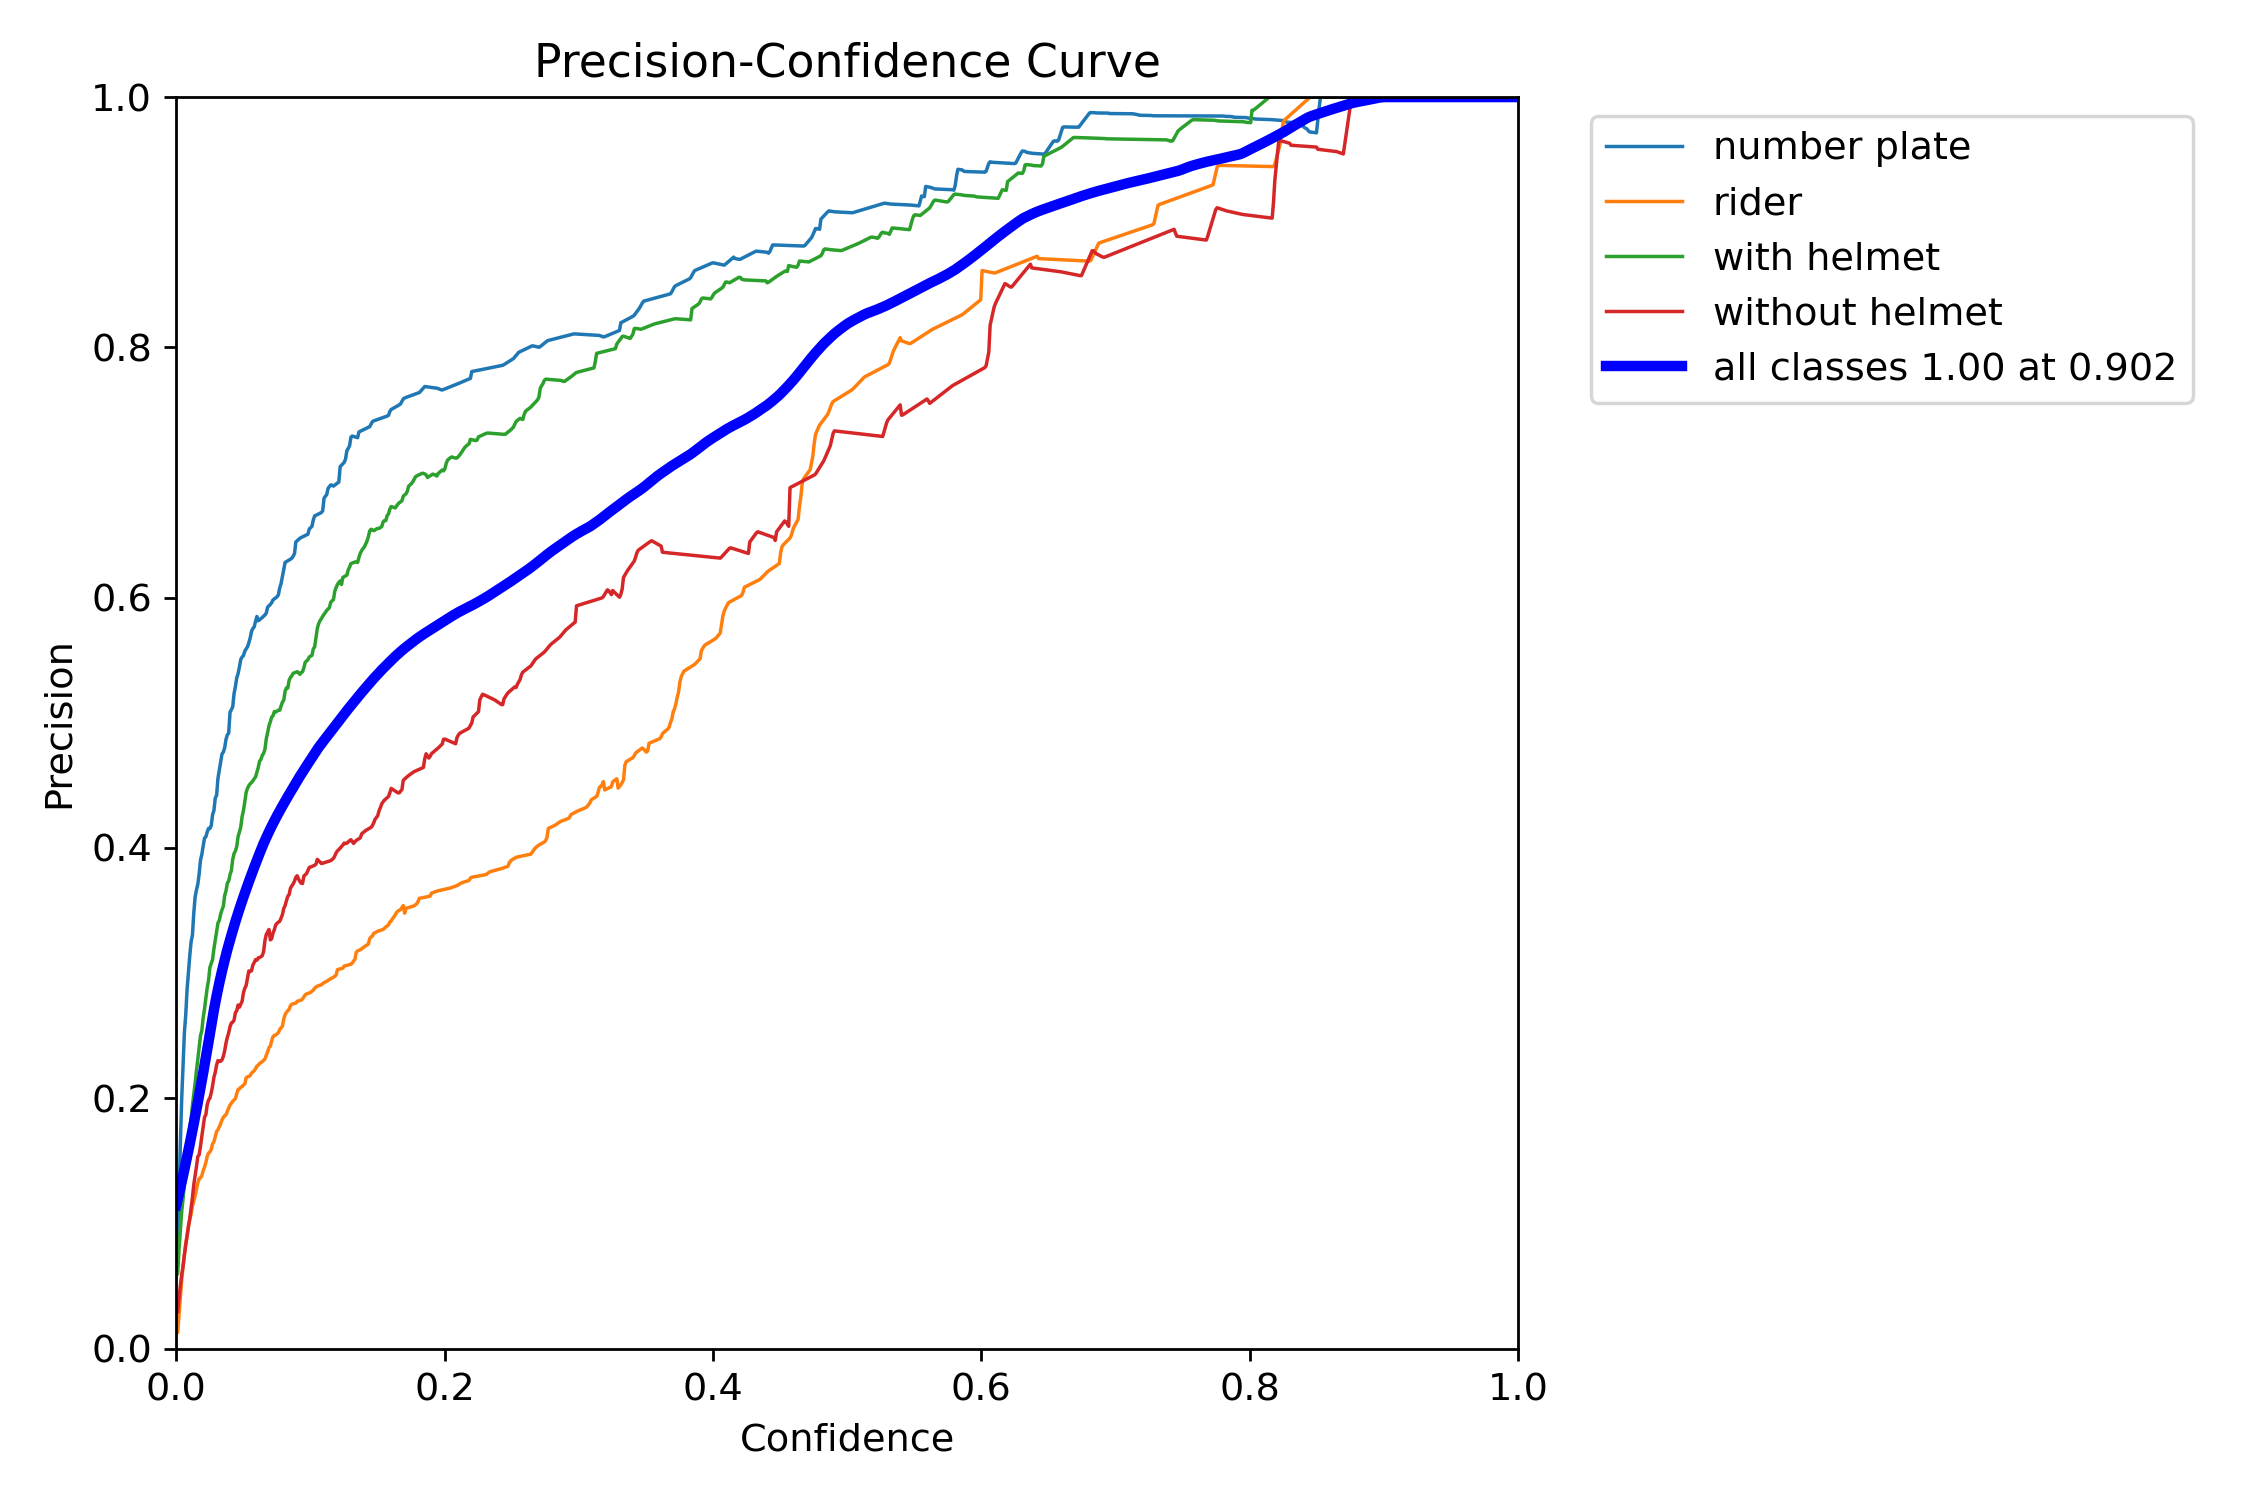 Precision-Confidence Curve
1.0
0.8
0.6
0.4
0.2
0.0
Precision
0.0 0.2 0.4 0.6 0.8 1.0
Confidence
number plate
rider
with helmet
without helmet
all classes 1.00 at 0.902